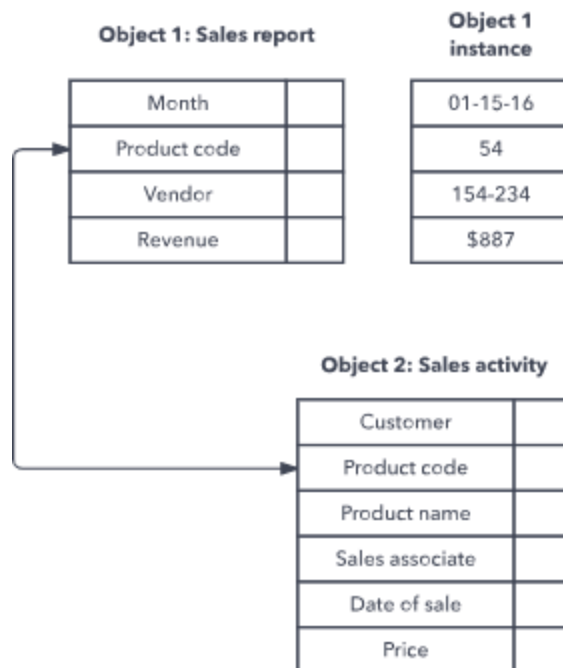 Object 1: Sales report
Object 1
instance
Month
01-15-16
Product code
54
Vendor
154-234
Revenue
$887
Object 2: Sales activity
Customer
Product code
Product name
Sales associate
Date of sale
Price